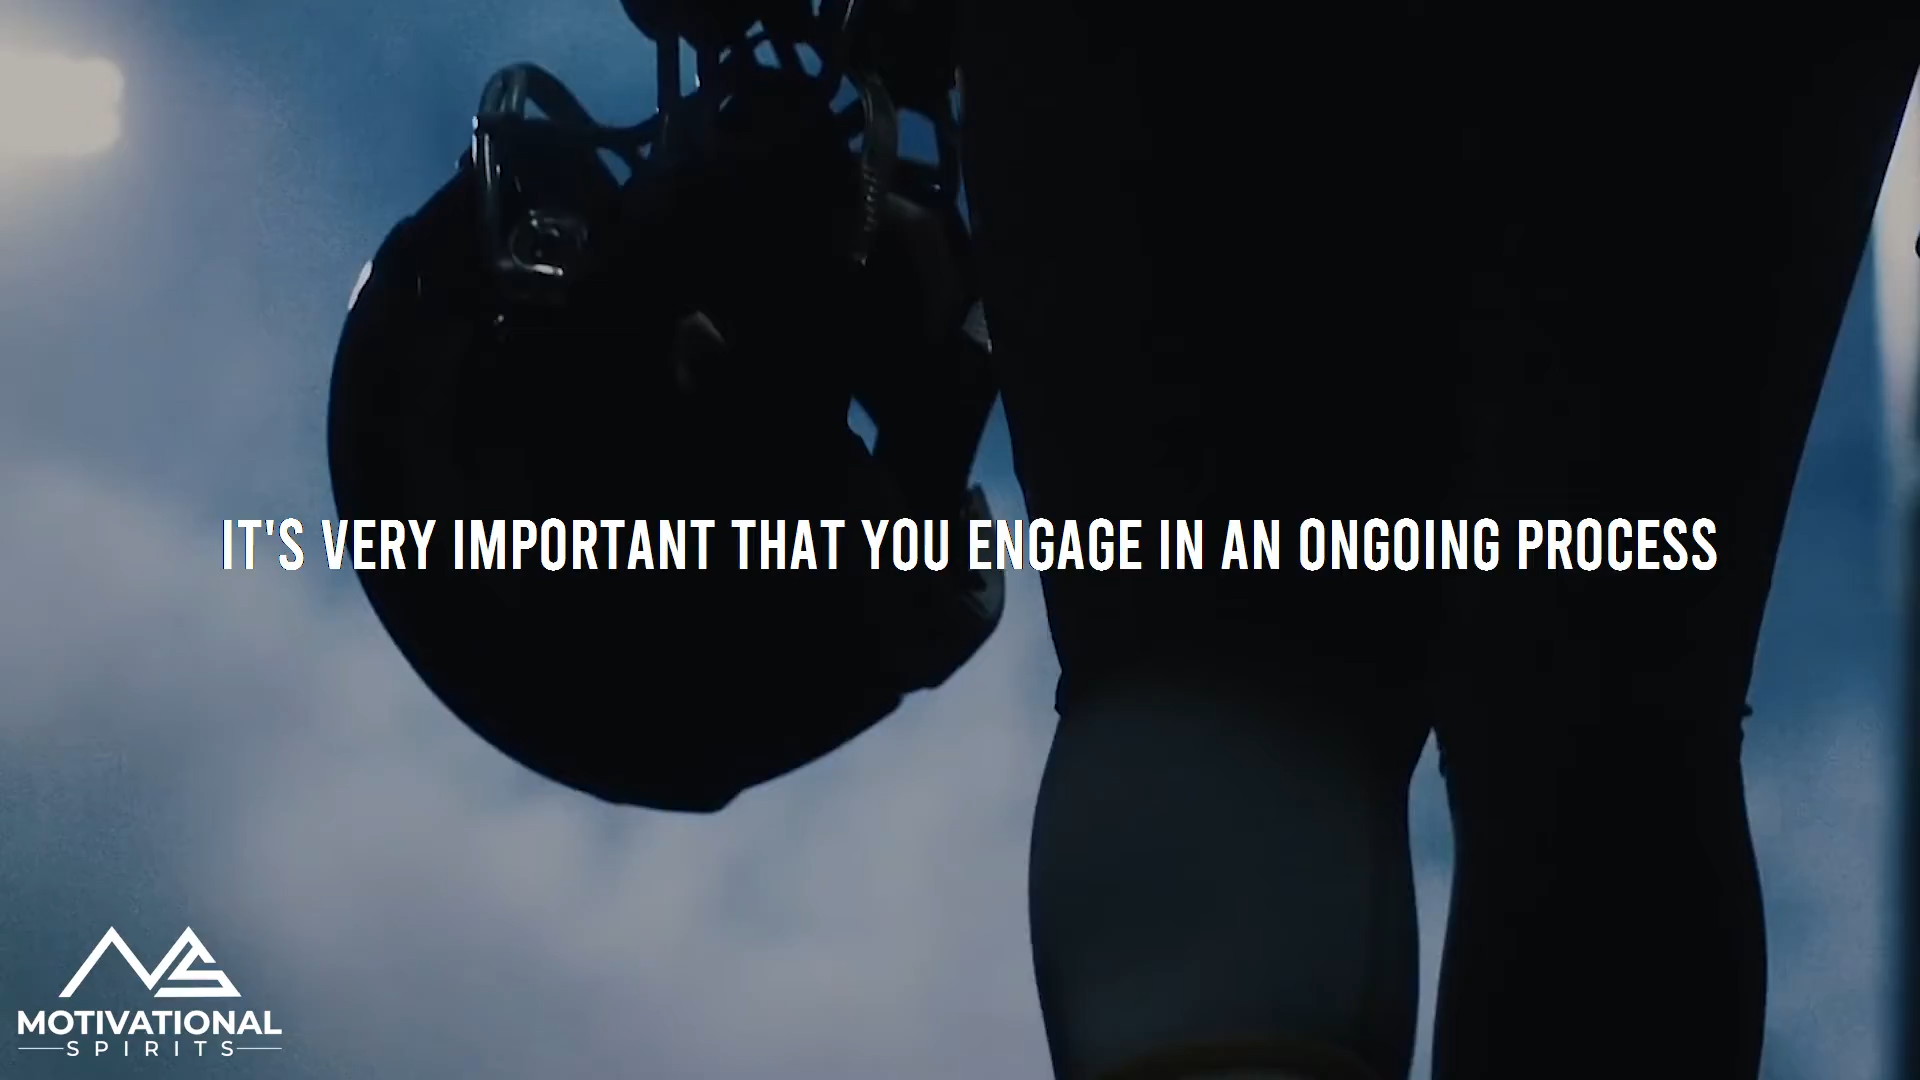 IT'S VERY IMPORTANT THAT YOU ENGAGE IN AN ONGOING PROCESS
MOTIVATIONAL
SPIRITS